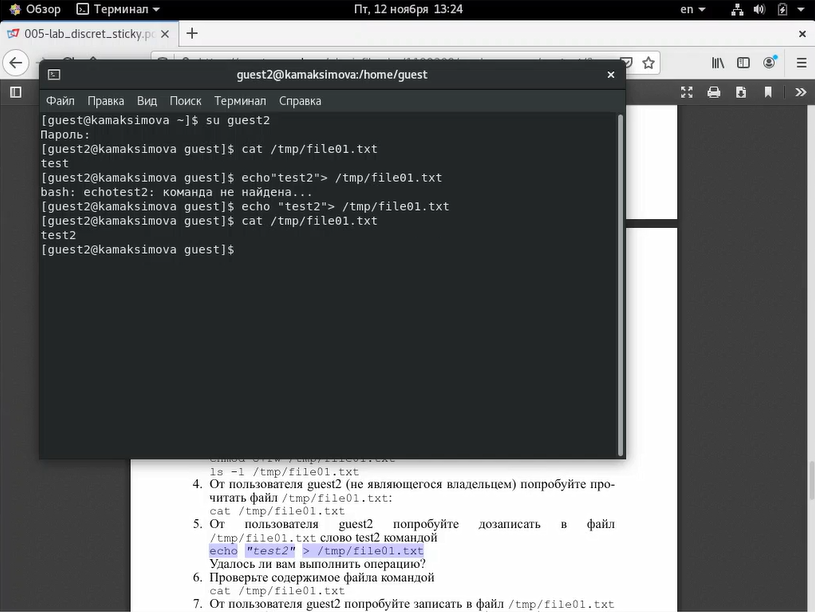 Обзор Терминал Пт, 12 ноября 13:24 en
005-lab_discret_sticky.p
guest2@kamaksimova:/home/guest
Файл Правка Вид Поиск Терминал Справка
[guest@kamaksimova ~]$ su guest2
Пароль:
[guest2@kamaksimova guest]$ cat /tmp/file01.txt
test
[guest2@kamaksimova guest]$ echo"test2"> /tmp/file01.txt
bash: echotest2: команда не найдена...
[guest2@kamaksimova guest]$ echo "test2"> /tmp/file01.txt
[guest2@kamaksimova guest]$ cat /tmp/file01.txt
test2
[guest2@kamaksimova guest]$
ls -l /tmp/file01.txt
4. От пользователя guest2 (не являющегося владельцем) попробуйте про-
читать файл /tmp/file01.txt:
cat /tmp/file01.txt
5. От пользователя guest2 попробуйте дозаписать в файл
/tmp/file01.txt слово test2 командой
echo "test2" > /tmp/file01.txt
Удалось ли вам выполнить операцию?
6. Проверьте содержимое файла командой
cat /tmp/file01.txt
7. От пользователя guest2 попробуйте записать в файл /tmp/file01.txt